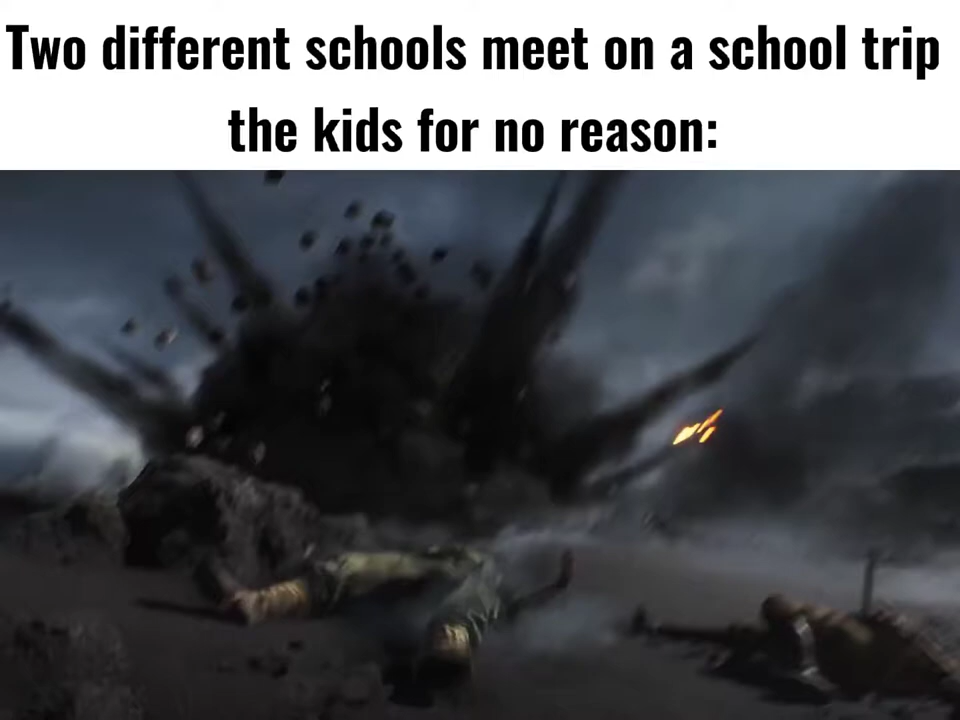 Two different schools meet on a school trip
the kids for no reason: